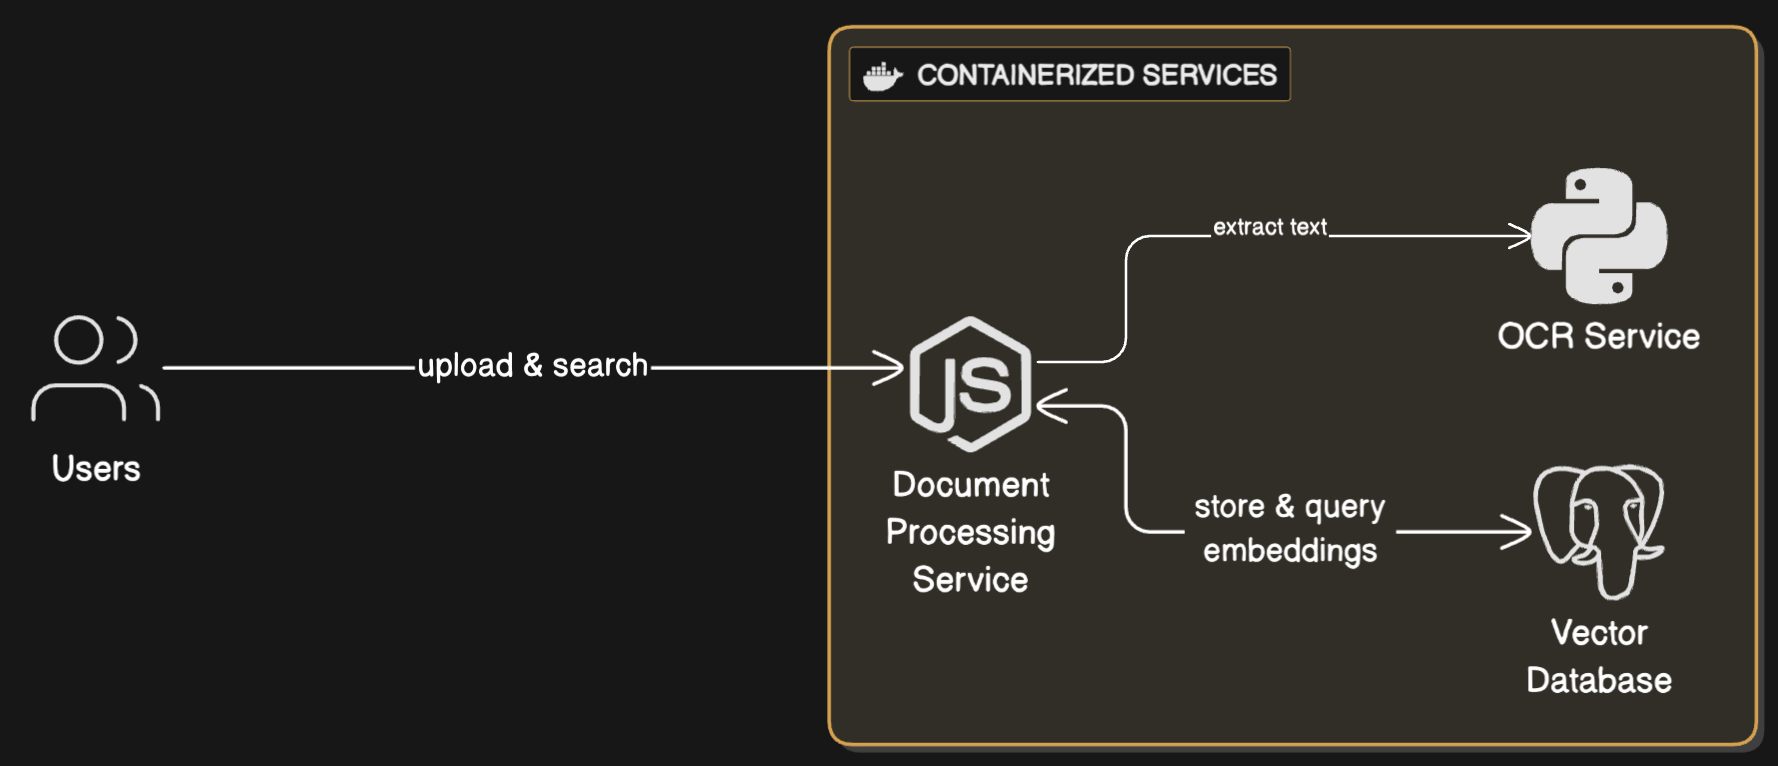 CONTAINERIZED SERVICES
extract text
OCR Service
upload & search
Users
JS
Document
Processing
Service
store & query
embeddings
Vector
Database